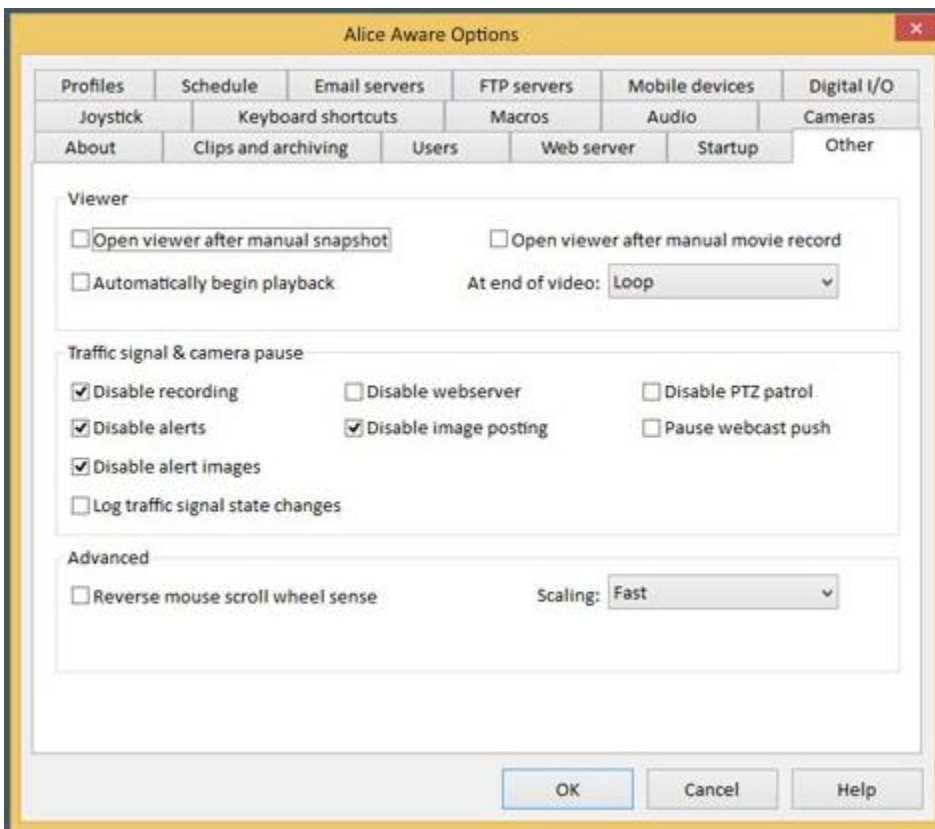 Alice Aware Options
Profiles Schedule Email servers FTP servers Mobile devices Digital I/O
Joystick Keyboard shortcuts Macros Audio Cameras
About Clips and archiving Users Web server Startup Other
Viewer
Open viewer after manual snapshot Open viewer after manual movie record
Automatically begin playback At end of video: Loop
Traffic signal & camera pause
Disable recording Disable webserver Disable PTZ patrol
Disable alerts Disable image posting Pause webcast push
Disable alert images
Log traffic signal state changes
Advanced
Reverse mouse scroll wheel sense Scaling: Fast
OK Cancel Help